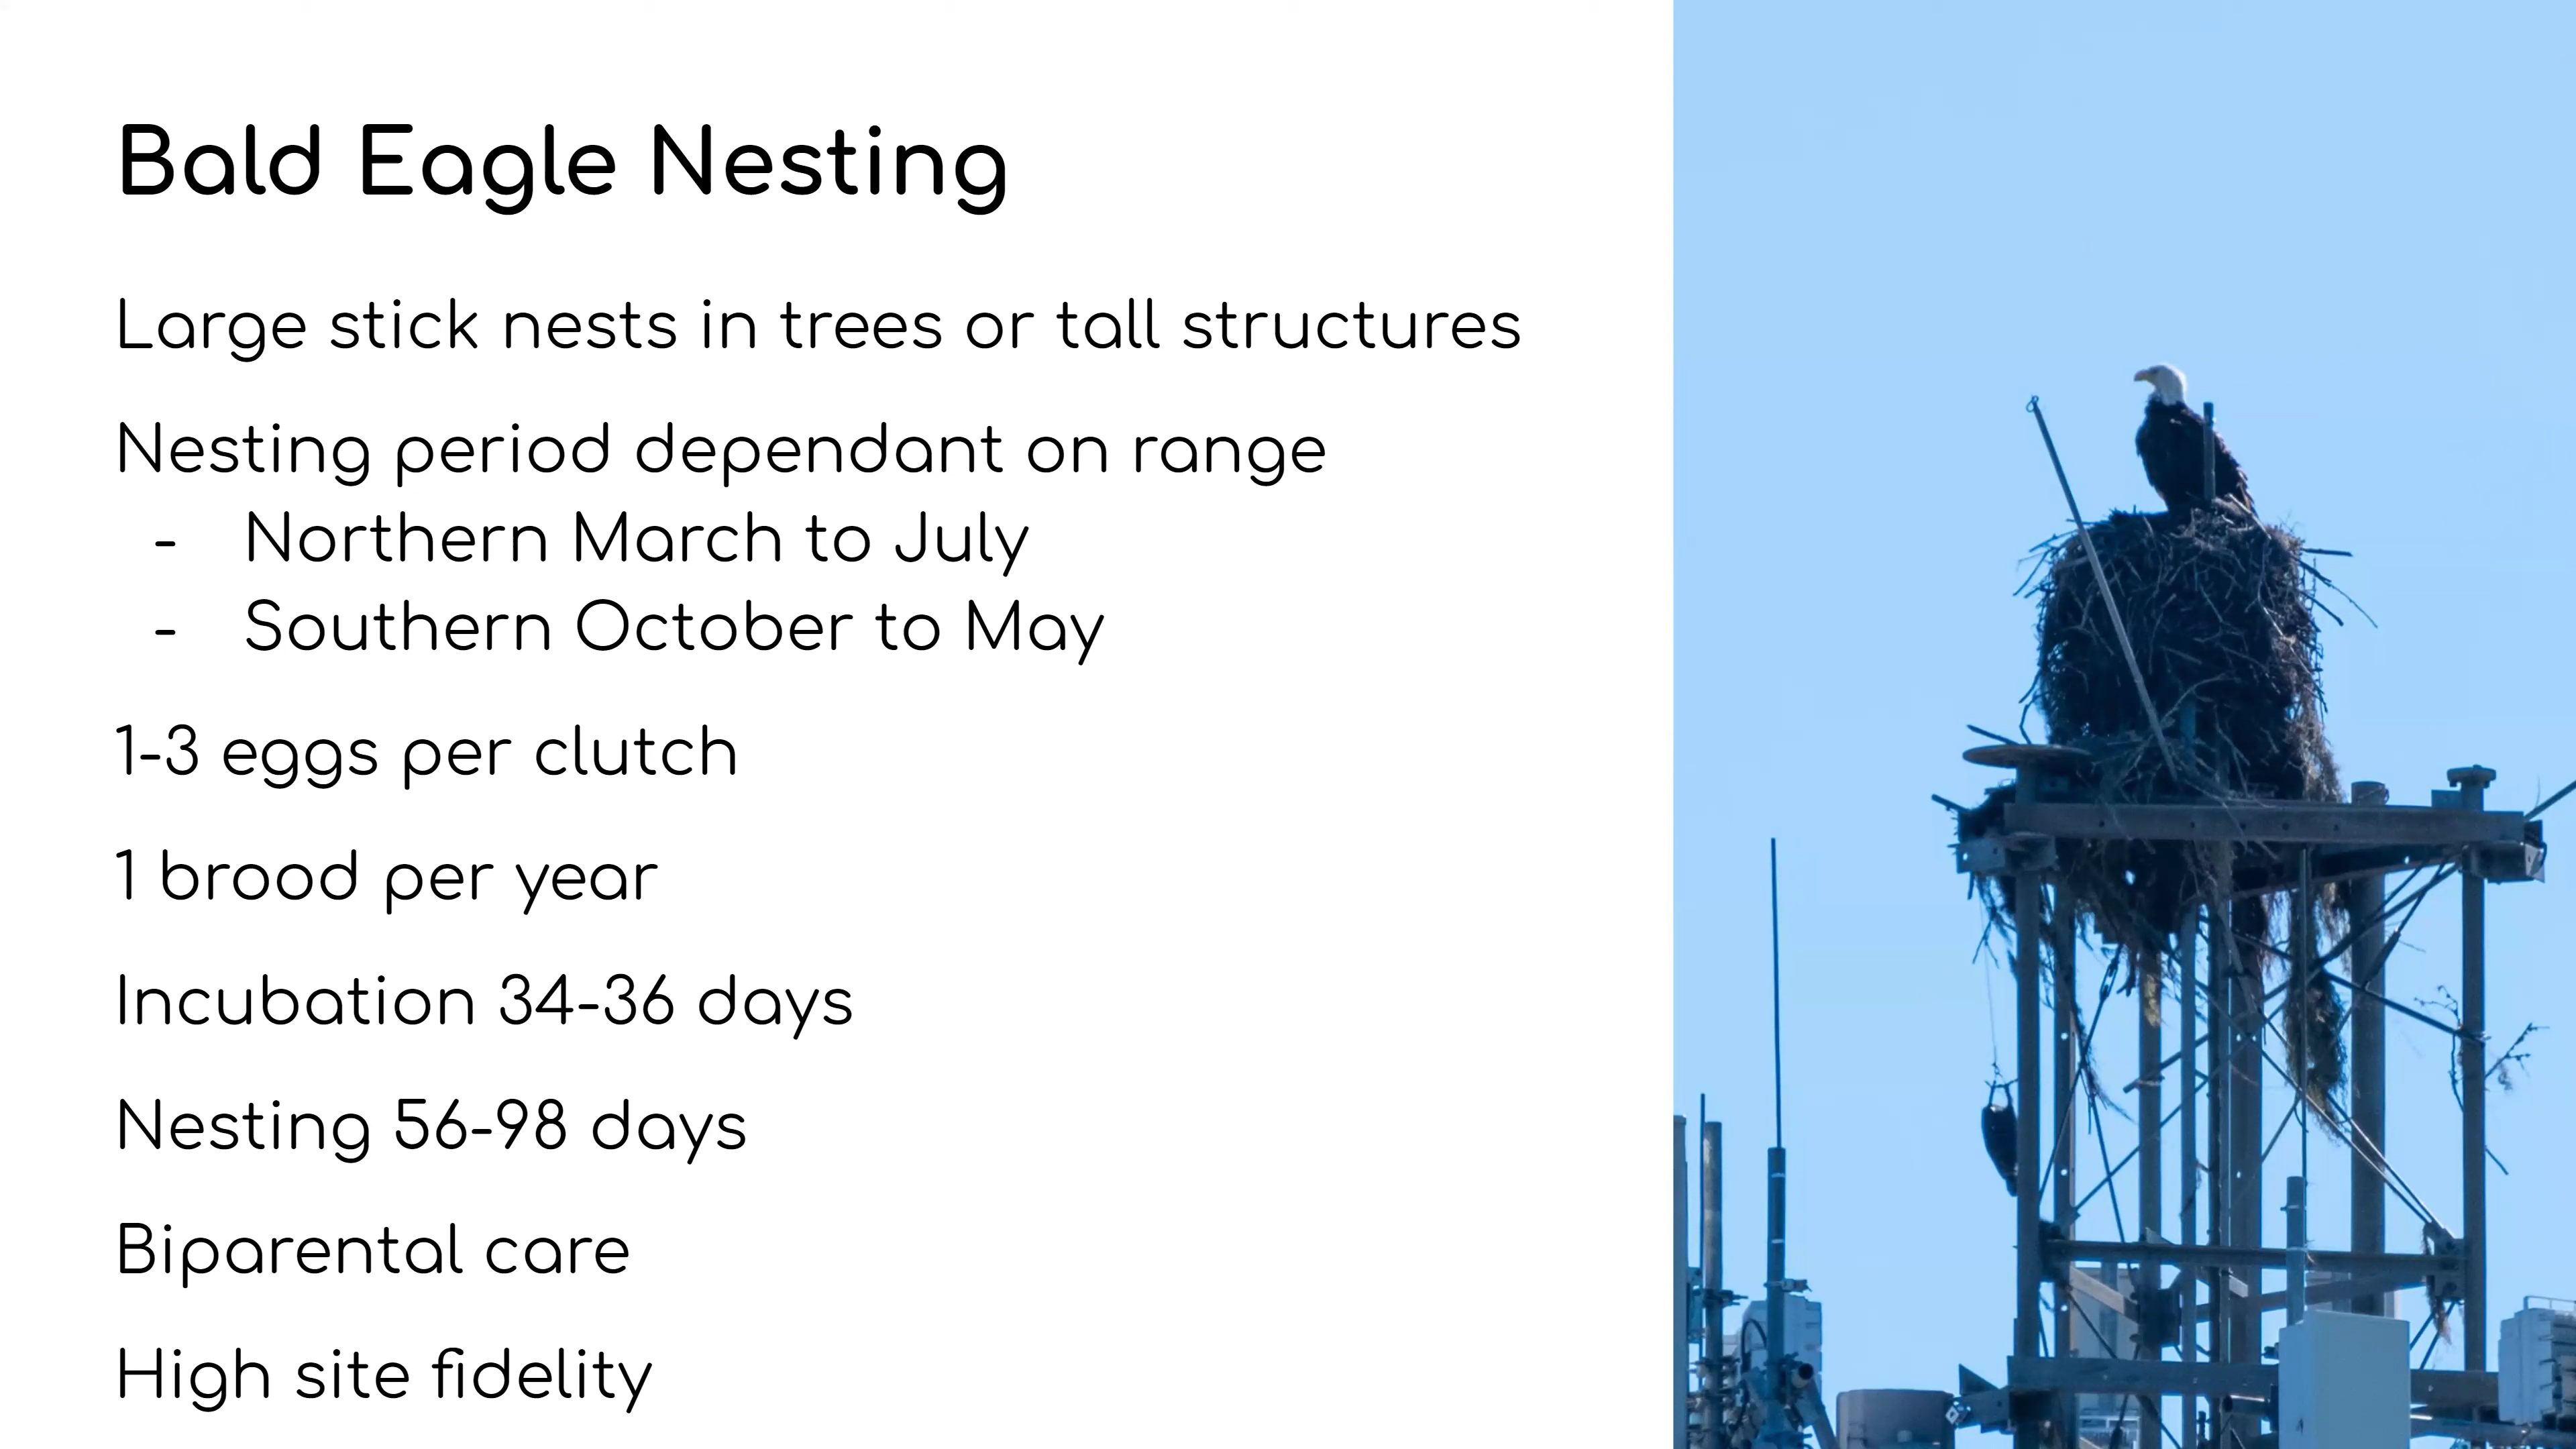 Bald Eagle Nesting
Large stick nests in trees or tall structures
Nesting period dependant on range
- Northern March to July
- Southern October to May
1-3 eggs per clutch
1 brood per year
Incubation 34-36 days
Nesting 56-98 days
Biparental care
High site fidelity